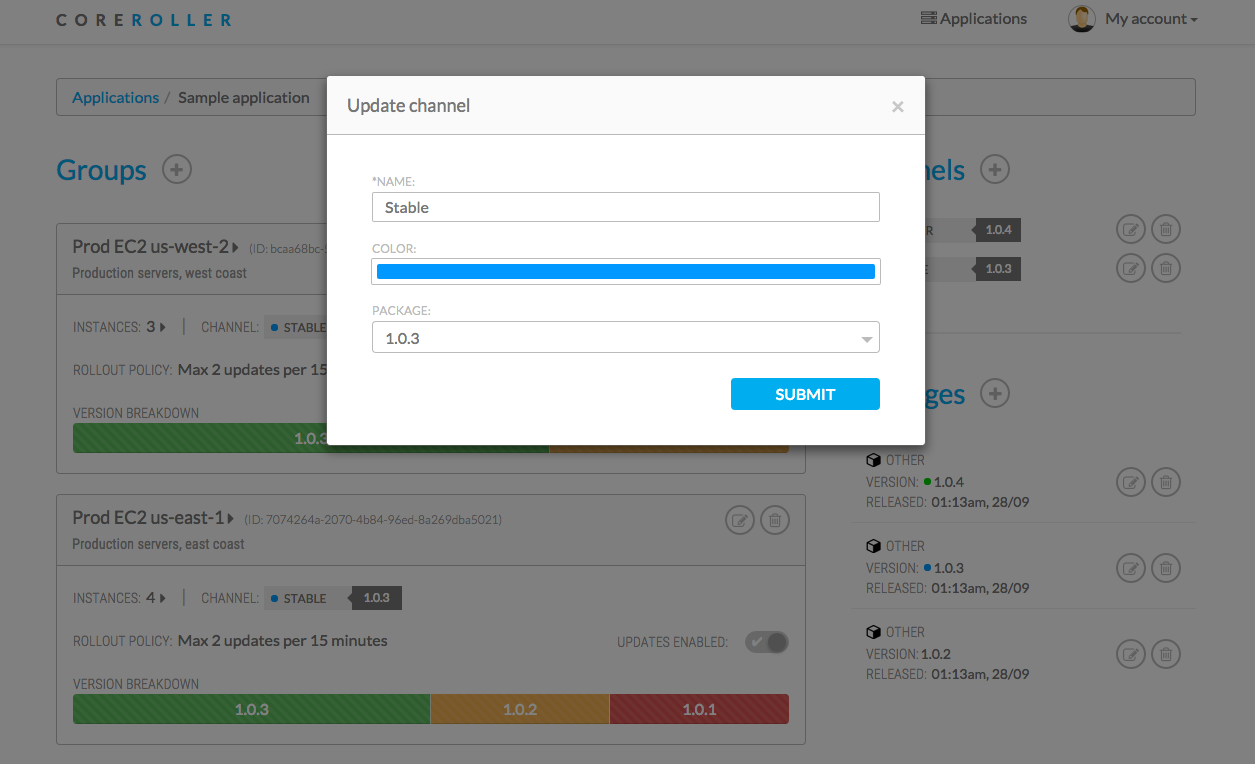 COREROLLER
Applications
My account
Applications / Sample application
Update channel
×
*NAME:
Stable
COLOR:
PACKAGE:
1.0.3
SUBMIT
Groups
Prod EC2 us-west-2 (ID: bcaa68bc-
Production servers, west coast
INSTANCES: 3 | CHANNEL: STABLE
ROLLOUT POLICY: Max 2 updates per 15
VERSION BREAKDOWN
1.0.3
Prod EC2 us-east-1 (ID: 7074264a-2070-4b84-96ed-8a269dba5021)
Production servers, east coast
INSTANCES: 4 | CHANNEL: STABLE 1.0.3
ROLLOUT POLICY: Max 2 updates per 15 minutes
UPDATES ENABLED:
VERSION BREAKDOWN
1.0.3 1.0.2 1.0.1
nels
R 1.0.4
E 1.0.3
ges
OTHER
VERSION: 1.0.4
RELEASED: 01:13am, 28/09
OTHER
VERSION: 1.0.3
RELEASED: 01:13am, 28/09
OTHER
VERSION: 1.0.2
RELEASED: 01:13am, 28/09